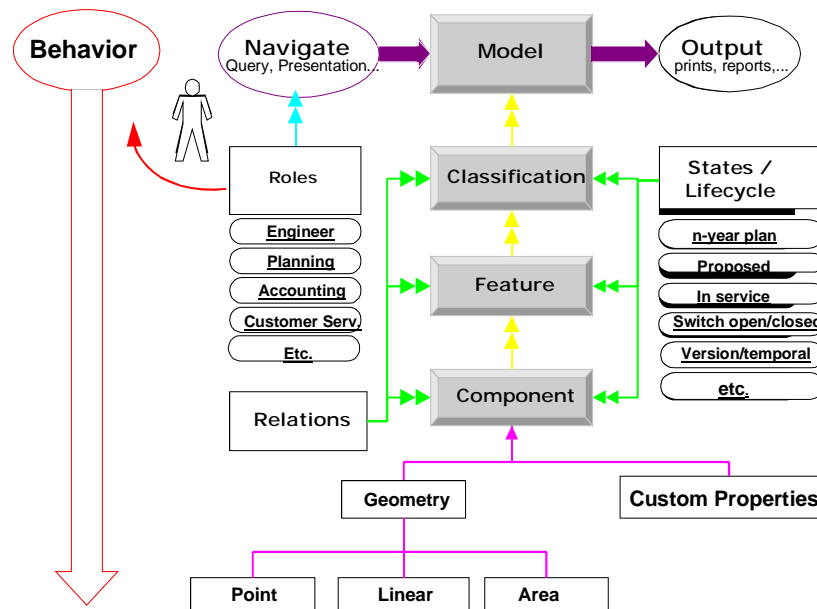 Behavior
Navigate
Query, Presentation...
Model
Output
prints, reports,...
Roles
Engineer
Planning
Accounting
Customer Serv,
Etc.
Relations
Classification
Feature
Component
States /
Lifecycle
n-year plan
Proposed
In service
Switch open/closed
Version/temporal
etc.
Geometry
Custom Properties
Point
Linear
Area